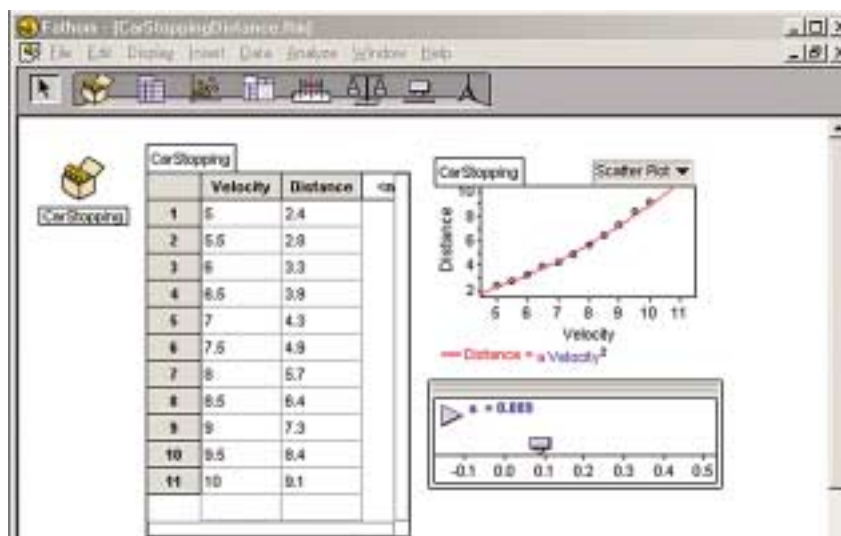 Fathom - [CarStoppingDistance.ftm]
File Edit Display Insert Data Analyze Window Help
CarStopping
CarStopping
Velocity Distance
1 5 2.4
2 5.5 2.8
3 6 3.3
4 6.5 3.9
5 7 4.3
6 7.5 4.9
7 8 5.7
8 8.5 6.4
9 9 7.3
10 9.5 8.4
11 10 9.1
CarStopping
Scatter Plot
Distance
10
8
6
4
2
5 6 7 8 9 10 11
Velocity
Distance = a Velocity²
a = 0.089
-0.1 0.0 0.1 0.2 0.3 0.4 0.5